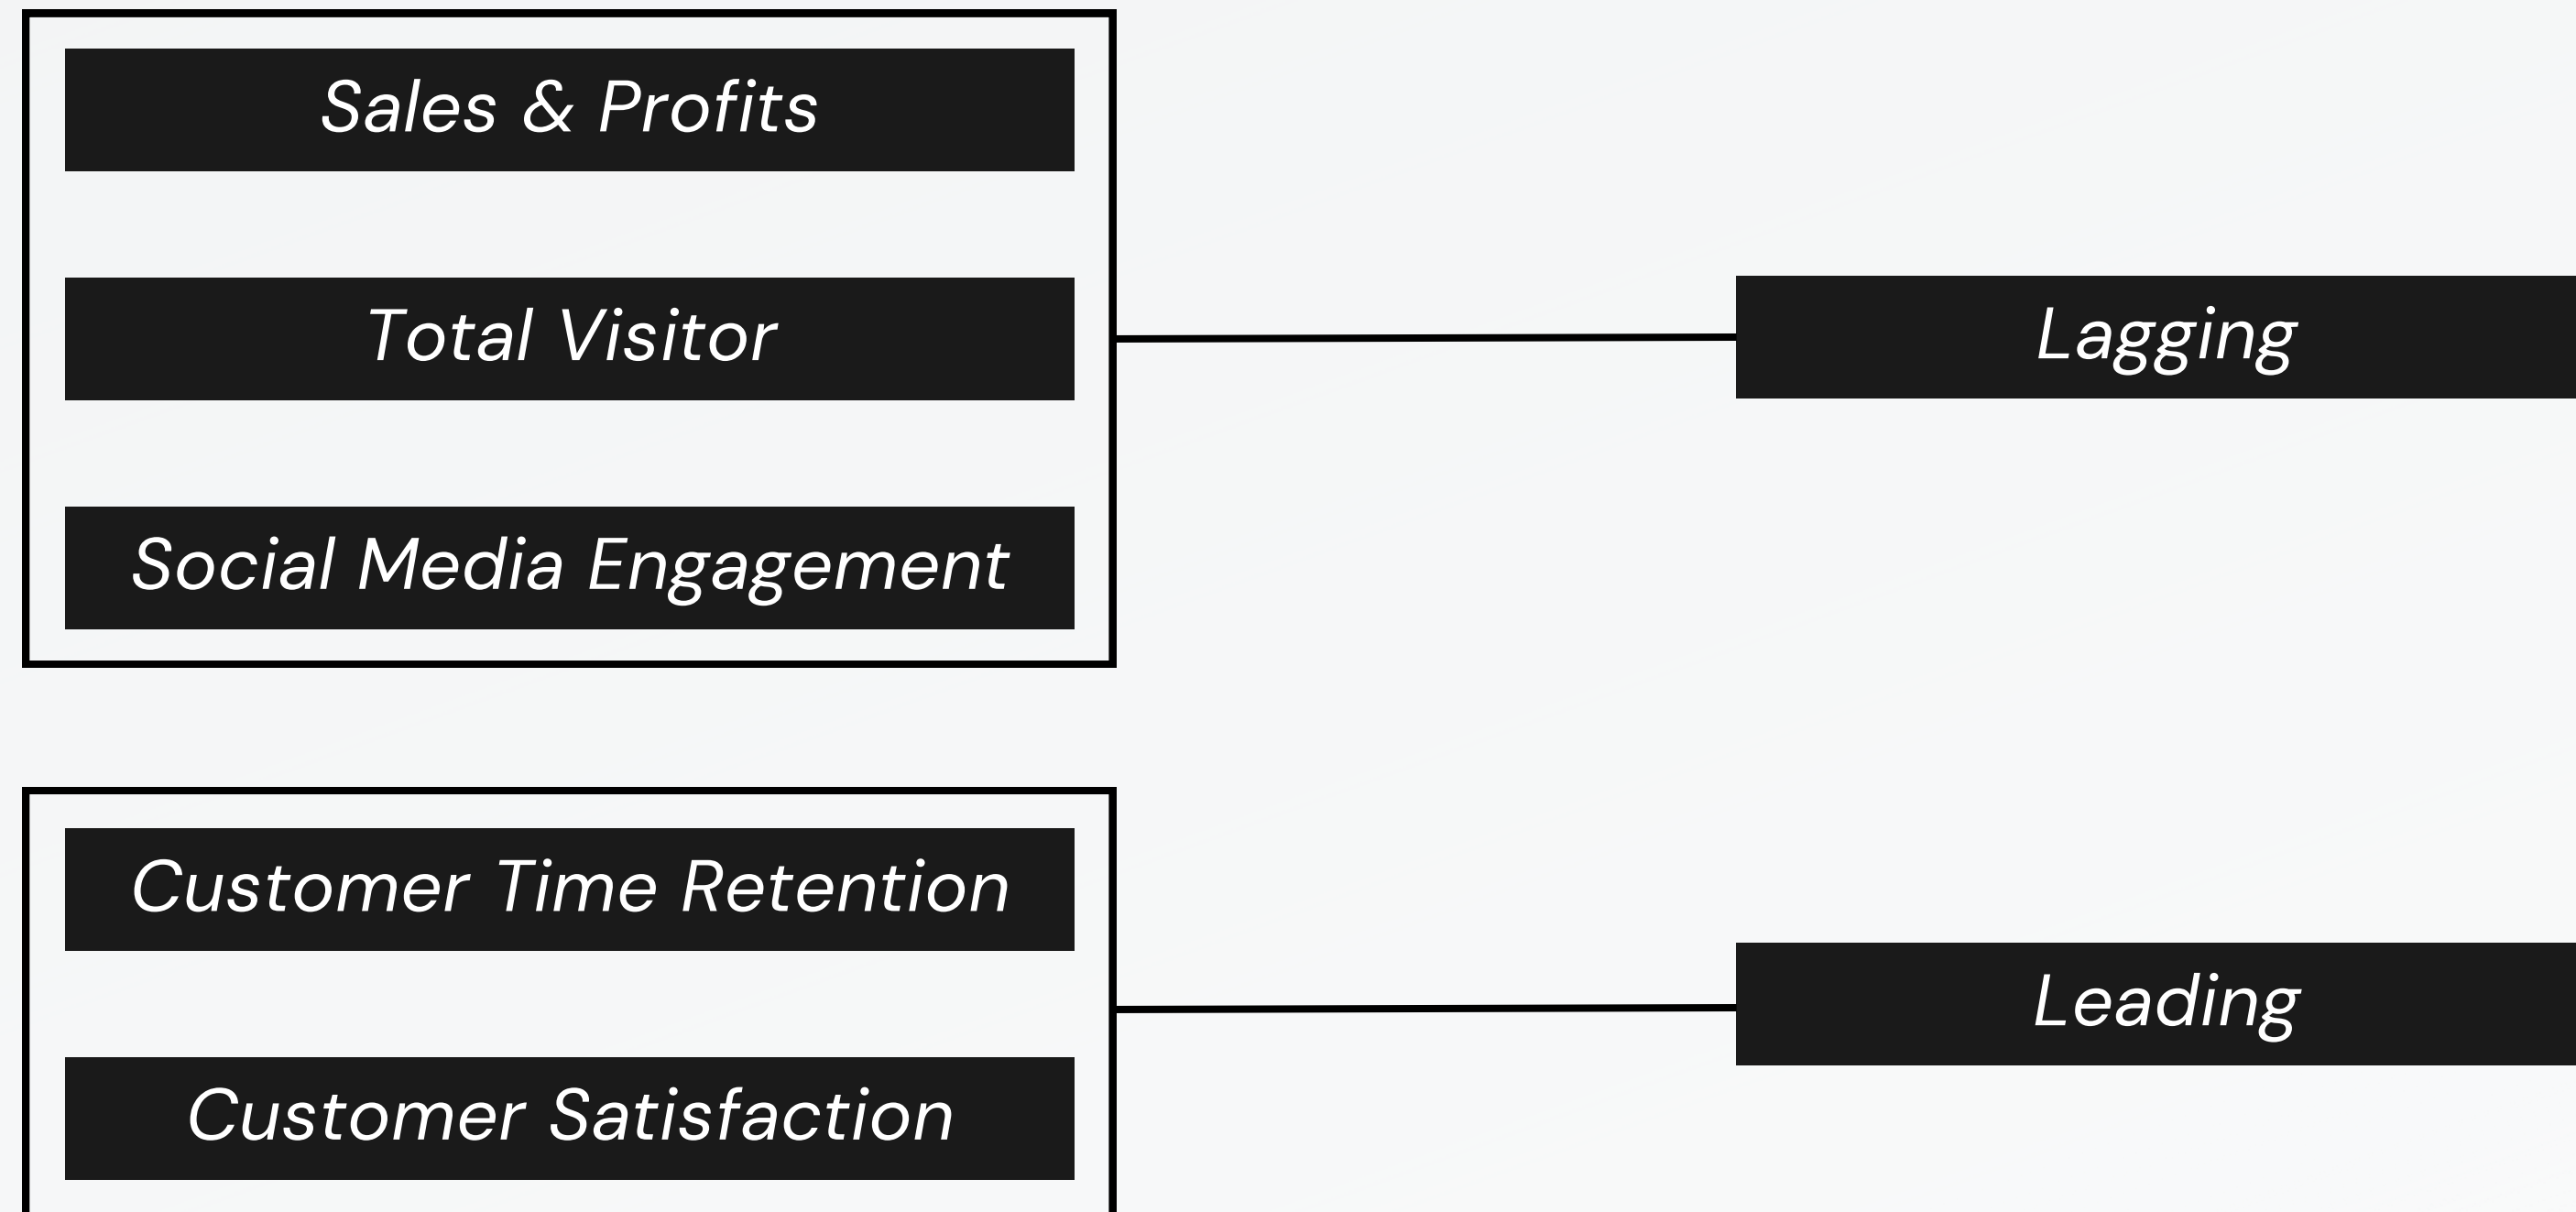 Sales & Profits
Total Visitor
Social Media Engagement
Lagging
Customer Time Retention
Customer Satisfaction
Leading